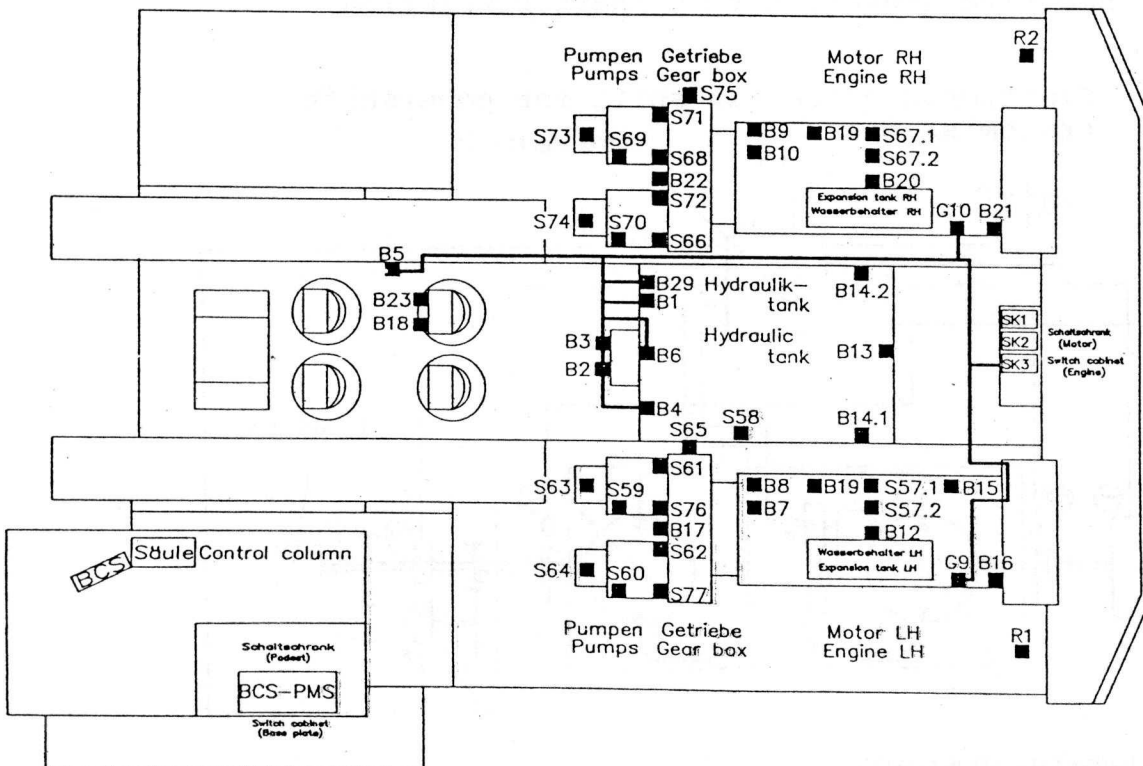 R2
Pumpen Getriebe
Pumps Gear box
Motor RH
Engine RH
S75
S71
S73
S69
B9
B19
S67.1
B10
S68
S67.2
B22
B20
S72
Expansion tank RH
Wasserbehalter RH
S74
S70
G10
B21
S66
B5
B29
Hydraulik-
tank
B14.2
B23
B1
B18
SK1
Schaltschrank
(Motor)
B3
Hydraulic
tank
SK2
B6
B13
Switch cabinet
(Engine)
SK3
B2
B4
S58
B14.1
S65
S61
S63
S59
B8
B19
S57.1
B15
S76
B7
S57.2
B17
B12
S62
Säule
Control column
BCS
Wasserbehalter LH
Expansion tank LH
S64
S60
G9
B16
S77
Pumpen Getriebe
Pumps Gear box
Motor LH
Engine LH
R1
Schaltschrank
(Podest)
BCS-PMS
Switch cabinet
(Base plate)